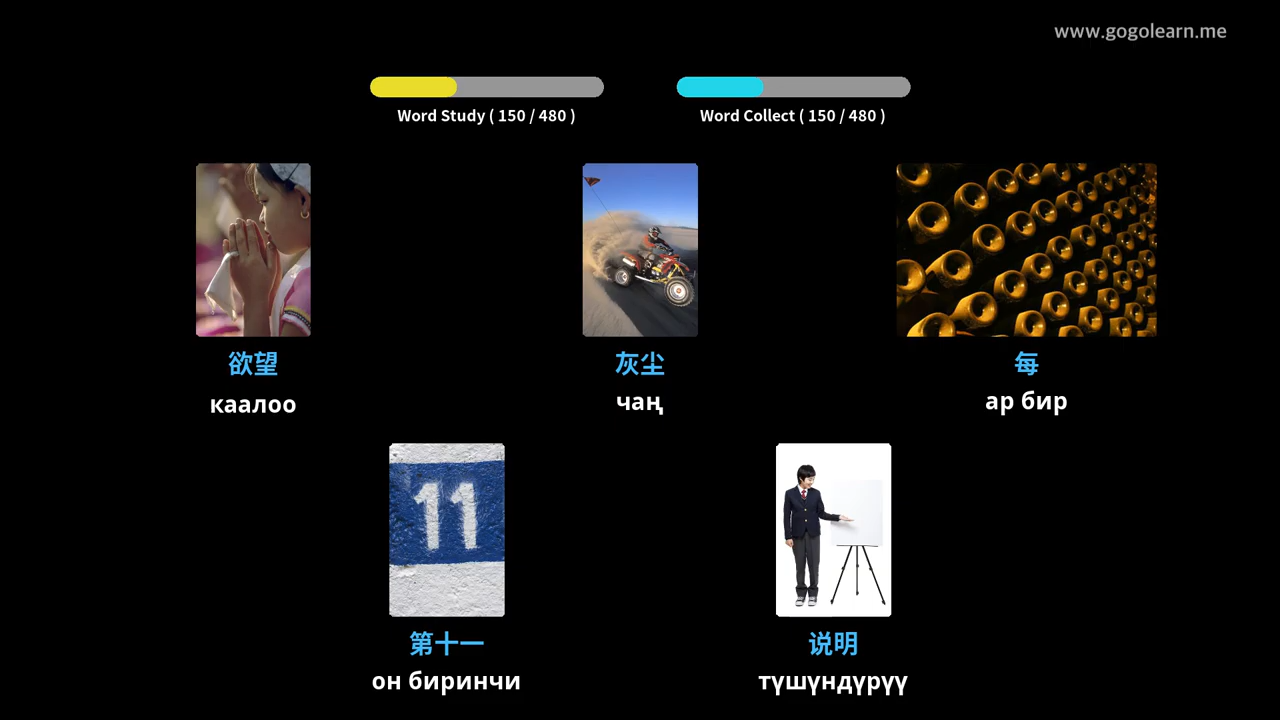 www.gogolearn.me
Word Study ( 150 / 480 )
Word Collect ( 150 / 480 )
欲望
каалоо
灰尘
чаң
每
ар бир
11
第十一
он биринчи
说明
түшүндүрүү